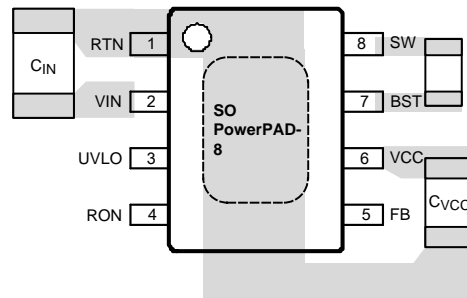 RTN 1
8 SW
CIN
VIN 2
7 BST
SO
PowerPAD-
8
UVLO 3
6 VCC
RON 4
5 FB
CVCC